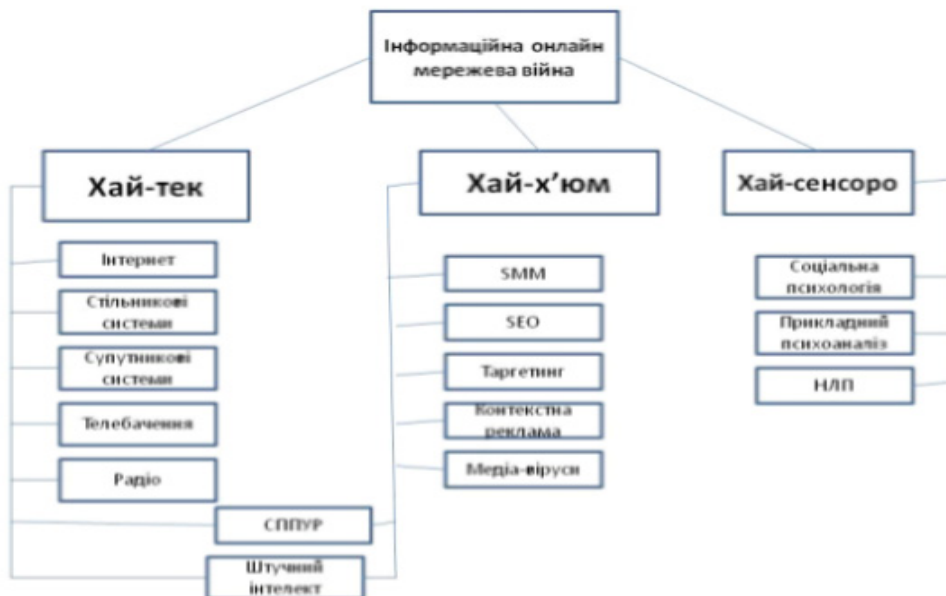 Інформаційна онлайн
мережева війна
Хай-тек
Інтернет
Стільникові
системи
Супутникові
системи
Телебачення
Радіо
Хай-х’юм
SMM
SEO
Таргетинг
Контекстна
реклама
Медіа-віруси
СППУР
Штучний
інтелект
Хай-сенсоро
Соціальна
психологія
Прикладний
психоаналіз
НЛП